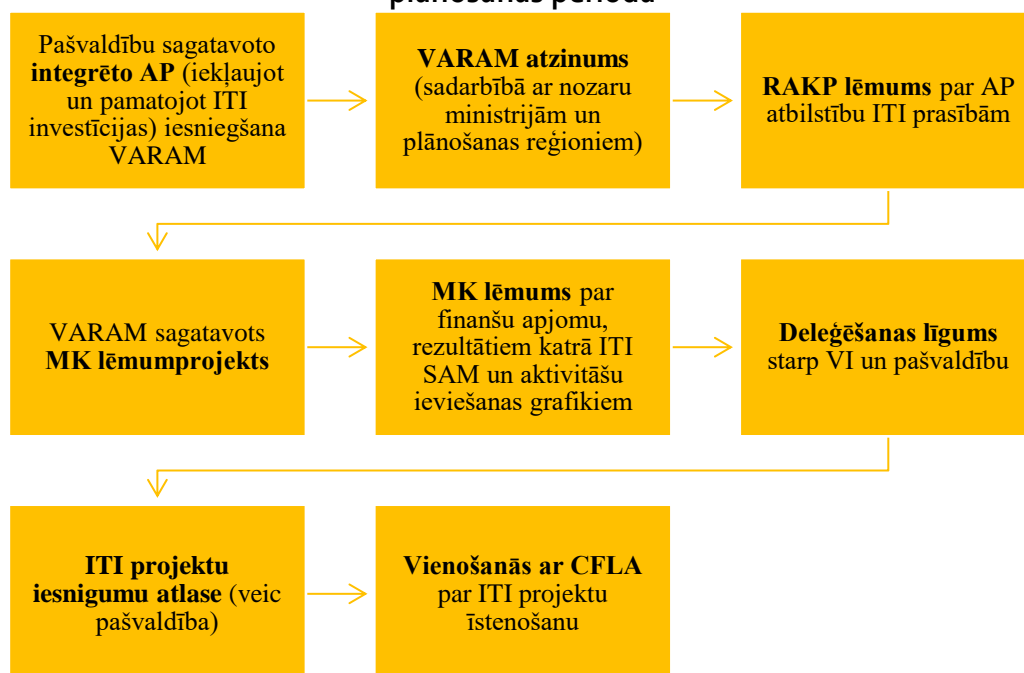 plānošanas periodā
Pašvaldību sagatavoto
integrēto AP (iekļaujot
un pamatojot ITI
investīcijas) iesniegšana
VARAM
VARAM atzinums
(sadarbībā ar nozaru
ministrijām un
plānošanas reģioniem)
RAKP lēmums par AP
atbilstību ITI prasībām
VARAM sagatavots
MK lēmumprojekts
MK lēmums par
finanšu apjomu,
rezultātiem katrā ITI
SAM un aktivitāšu
ieviešanas grafikiem
Deleģēšanas līgums
starp VI un pašvaldību
ITI projektu
iesnigumu atlase (veic
pašvaldība)
Vienošanās ar CFLA
par ITI projektu
īstenošanu